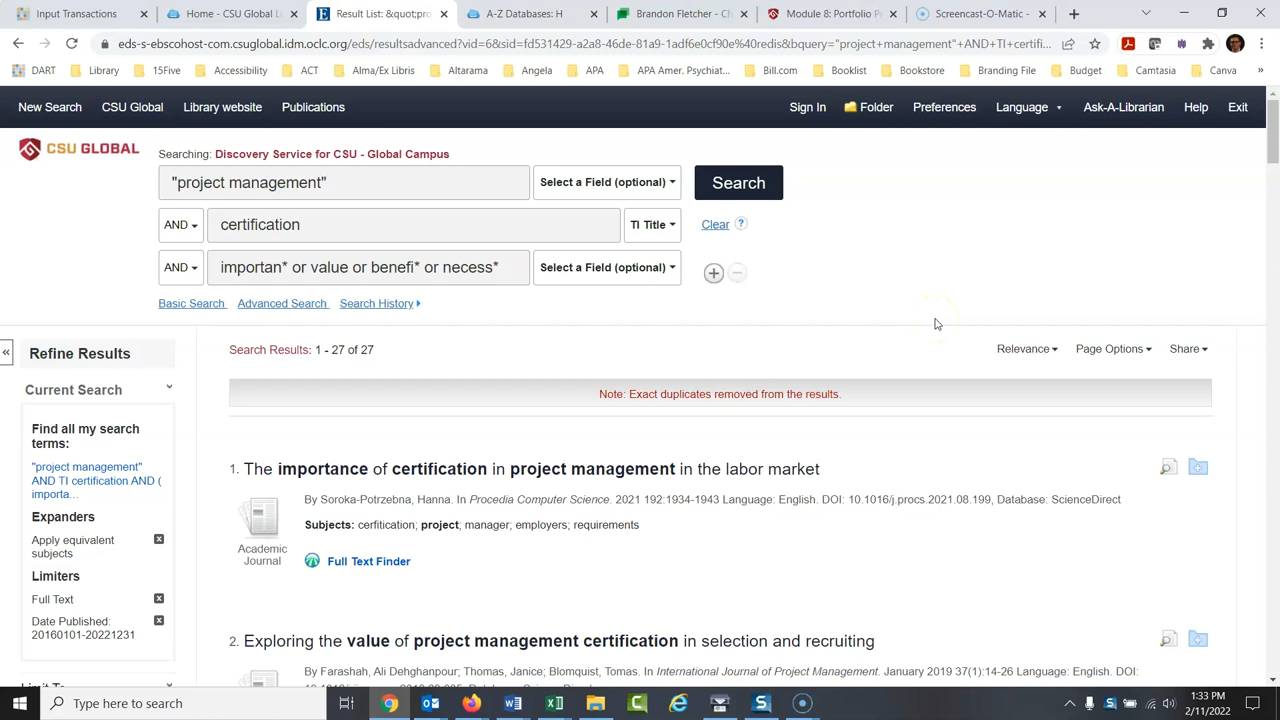 Input Transactions
Home - CSU Global L
Result List: &quot;pro
A-Z Databases: H
Brandon Fletcher - Ch
Module 8: Portfolio P
Screencast-O-Matic -
eds-s-ebscohost-com.csuglobal.idm.oclc.org/eds/resultsadvanced?vid=6&sid=fd531429-a2a8-46de-81a9-1adf6e0cf90e%40redis&bquery="project+management"+AND+TI+certifi...
DART Library 15Five Accessibility ACT Alma/Ex Libris Altarama Angela APA APA Amer. Psychiat... Bill.com Booklist Bookstore Branding File Budget Camtasia Canva »
New Search CSU Global Library website Publications Sign In Folder Preferences Language Ask-A-Librarian Help Exit
CSU GLOBAL
Searching: Discovery Service for CSU - Global Campus
"project management" Select a Field (optional) Search
AND certification TI Title Clear ?
AND importan* or value or benefi* or necess* Select a Field (optional)
Basic Search Advanced Search Search History
Refine Results
Current Search
Find all my search
terms:
"project management"
AND TI certification AND (
importa...
Expanders
Apply equivalent
subjects
Limiters
Full Text
Date Published:
20160101-20221231
Search Results: 1 - 27 of 27
Relevance Page Options Share
Note: Exact duplicates removed from the results.
1. The importance of certification in project management in the labor market
By Soroka-Potrzebna, Hanna. In Procedia Computer Science. 2021 192:1934-1943 Language: English. DOI: 10.1016/j.procs.2021.08.199, Database: ScienceDirect
Subjects: cerfitication; project; manager; employers; requirements
Academic
Journal
Full Text Finder
2. Exploring the value of project management certification in selection and recruiting
By Farashah, Ali Dehghanpour; Thomas, Janice; Blomquist, Tomas. In International Journal of Project Management. January 2019 37(1):14-26 Language: English. DOI:
Type here to search
1:33 PM
2/11/2022